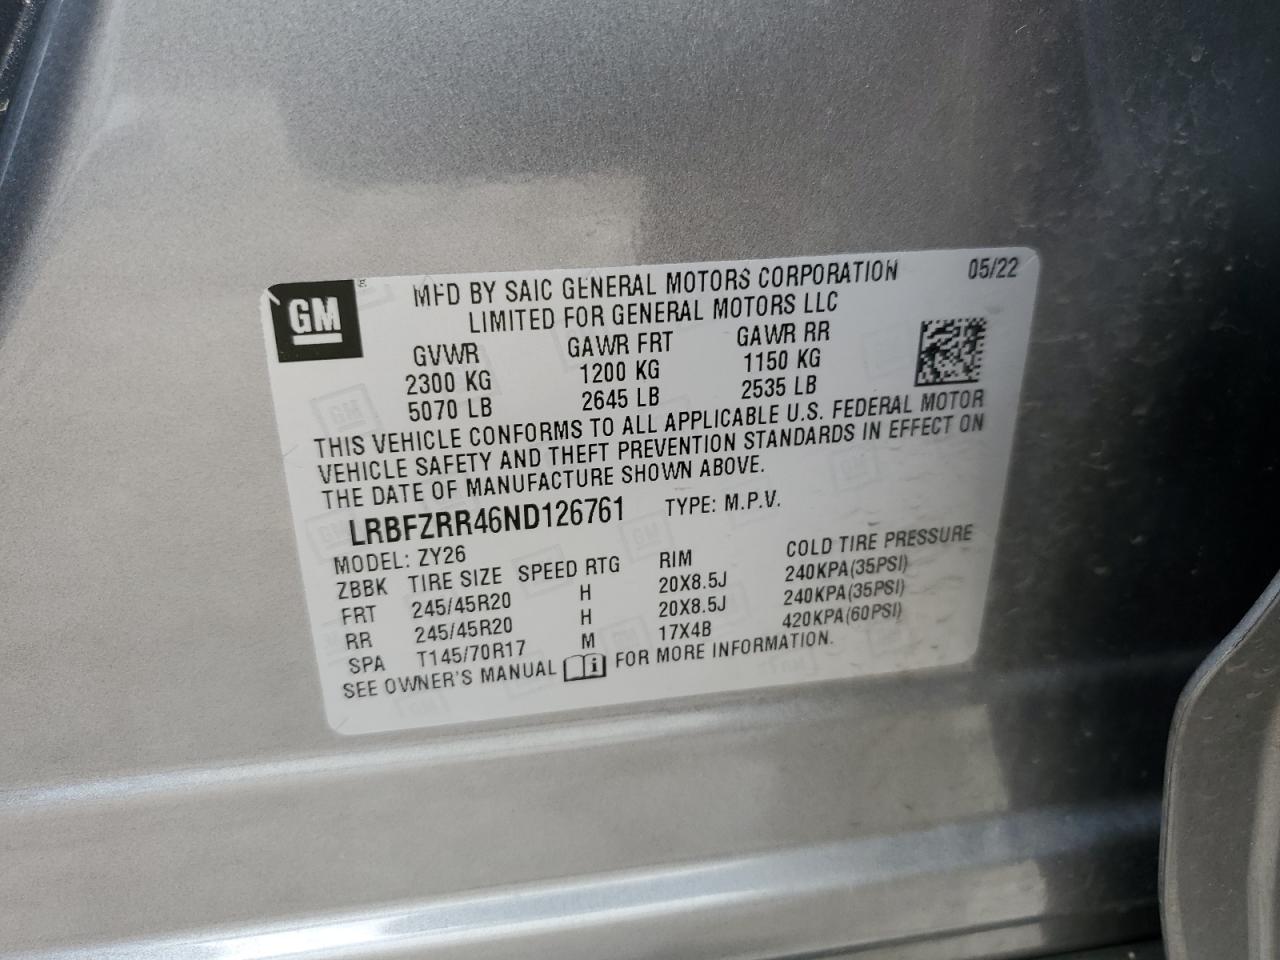 GM
MFD BY SAIC GENERAL MOTORS CORPORATION 05/22
LIMITED FOR GENERAL MOTORS LLC
GVWR GAWR FRT GAWR RR
2300 KG 1200 KG 1150 KG
5070 LB 2645 LB 2535 LB
THIS VEHICLE CONFORMS TO ALL APPLICABLE U.S. FEDERAL MOTOR
VEHICLE SAFETY AND THEFT PREVENTION STANDARDS IN EFFECT ON
THE DATE OF MANUFACTURE SHOWN ABOVE.
LRBFZRR46ND126761 TYPE: M.P.V.
MODEL: ZY26
ZBBK TIRE SIZE SPEED RTG RIM COLD TIRE PRESSURE
FRT 245/45R20 H 20X8.5J 240KPA(35PSI)
RR 245/45R20 H 20X8.5J 240KPA(35PSI)
SPA T145/70R17 M 17X4B 420KPA(60PSI)
SEE OWNER'S MANUAL FOR MORE INFORMATION.